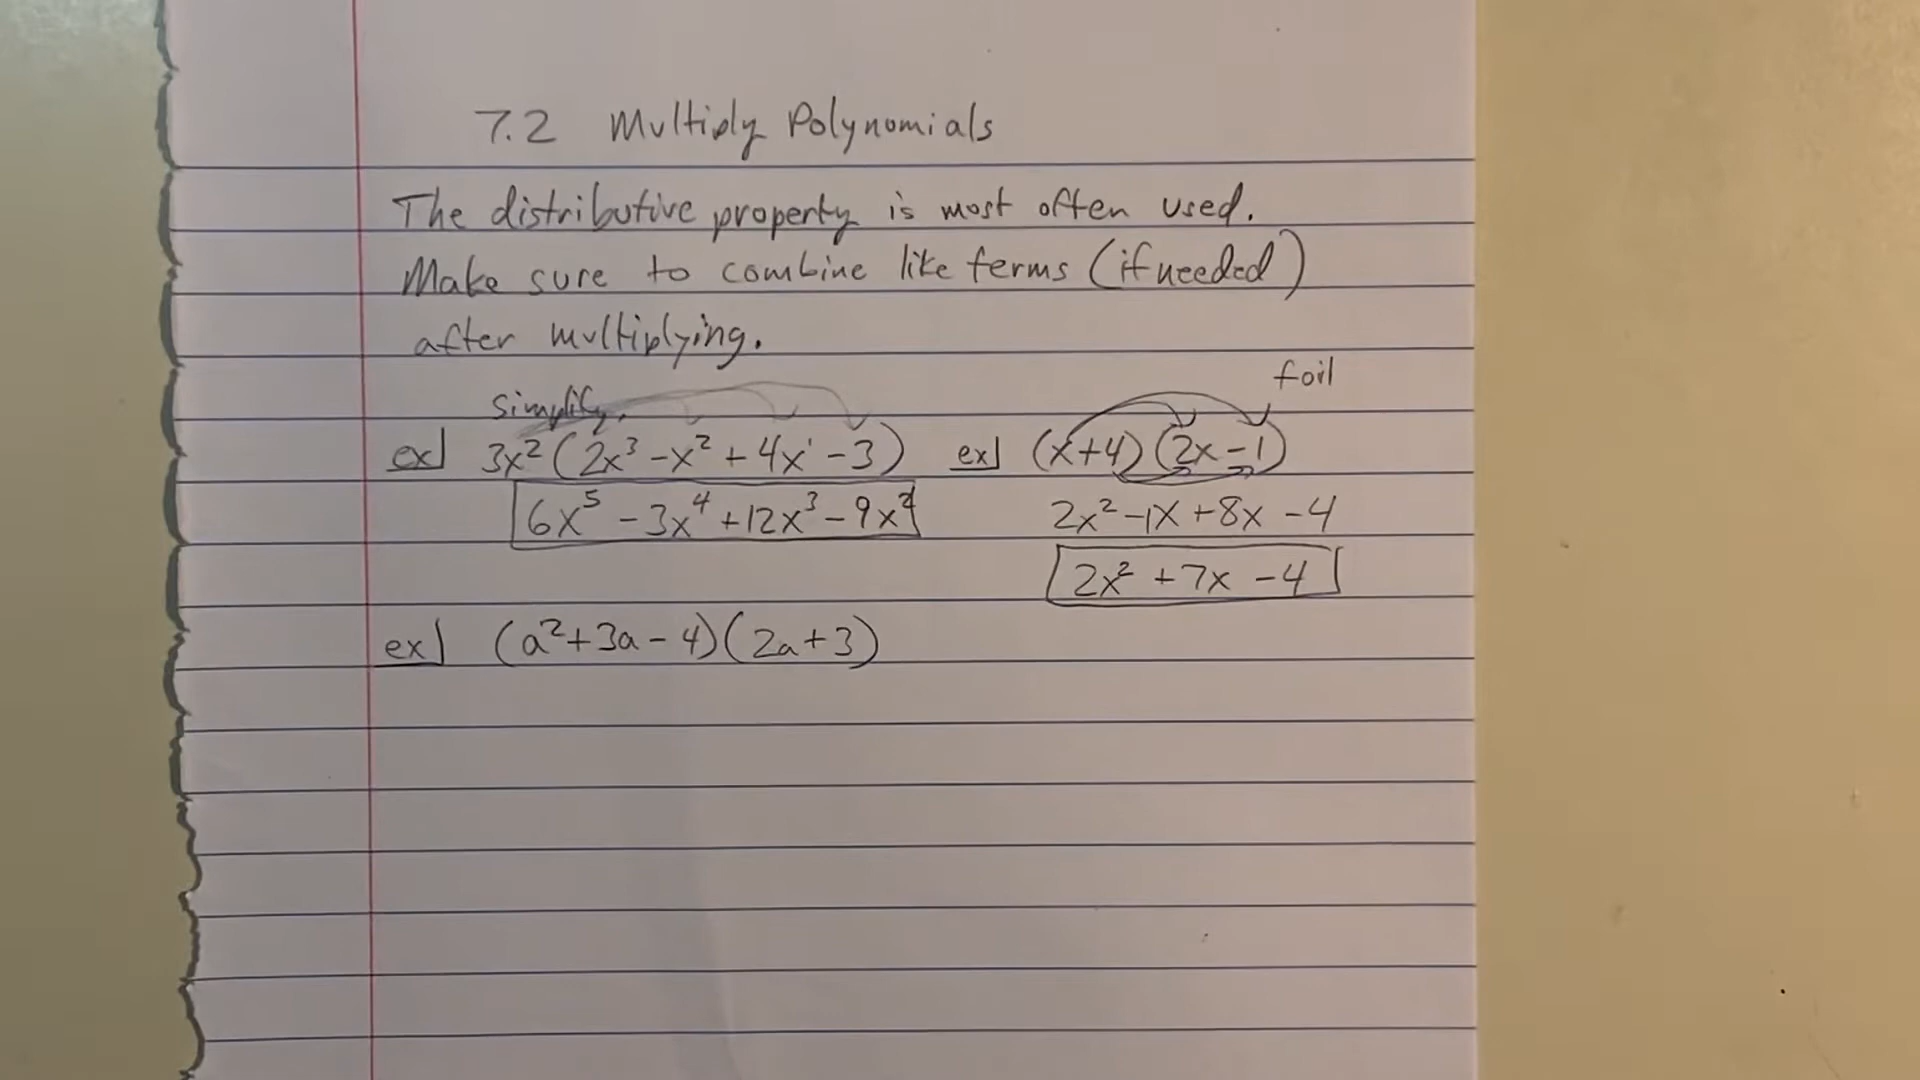 7.2 Multiply Polynomials
The distributive property is most often used.
Make sure to combine like terms (if needed)
after multiplying.
foil
simplify.
ex] 3x²(2x³ - x² + 4x¹ - 3) ex] (x+4)(2x-1)
6x⁵ - 3x⁴ + 12x³ - 9x² 2x² - 1x + 8x - 4
2x² + 7x - 4
ex] (a² + 3a - 4)(2a + 3)